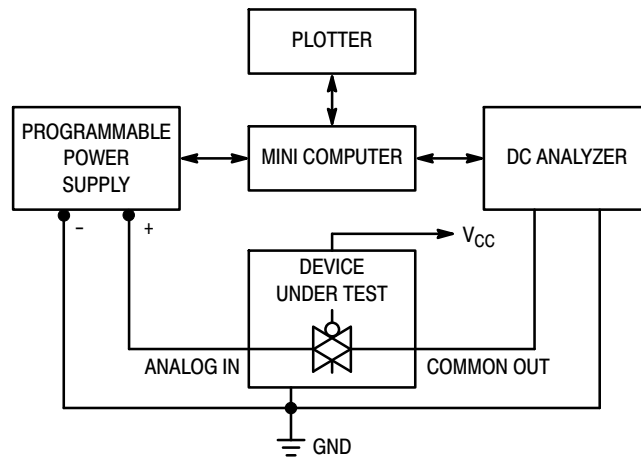 PLOTTER
PROGRAMMABLE
POWER
SUPPLY
MINI COMPUTER
DC ANALYZER
–
+
VCC
DEVICE
UNDER TEST
ANALOG IN
COMMON OUT
GND